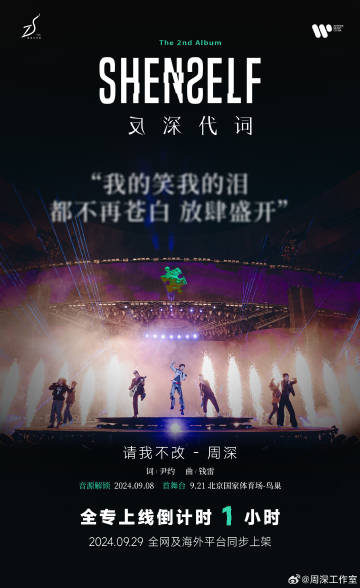 The 2nd Album
SHENSELF
反深代词
“我的笑我的泪
都不再苍白 放肆盛开”
请我不改 - 周深
词：尹约 曲：钱雷
音源解锁 2024.09.08 首舞台 9.21 北京国家体育场-鸟巢
全专上线倒计时 1 小时
2024.09.29 全网及海外平台同步上架
@周深工作室